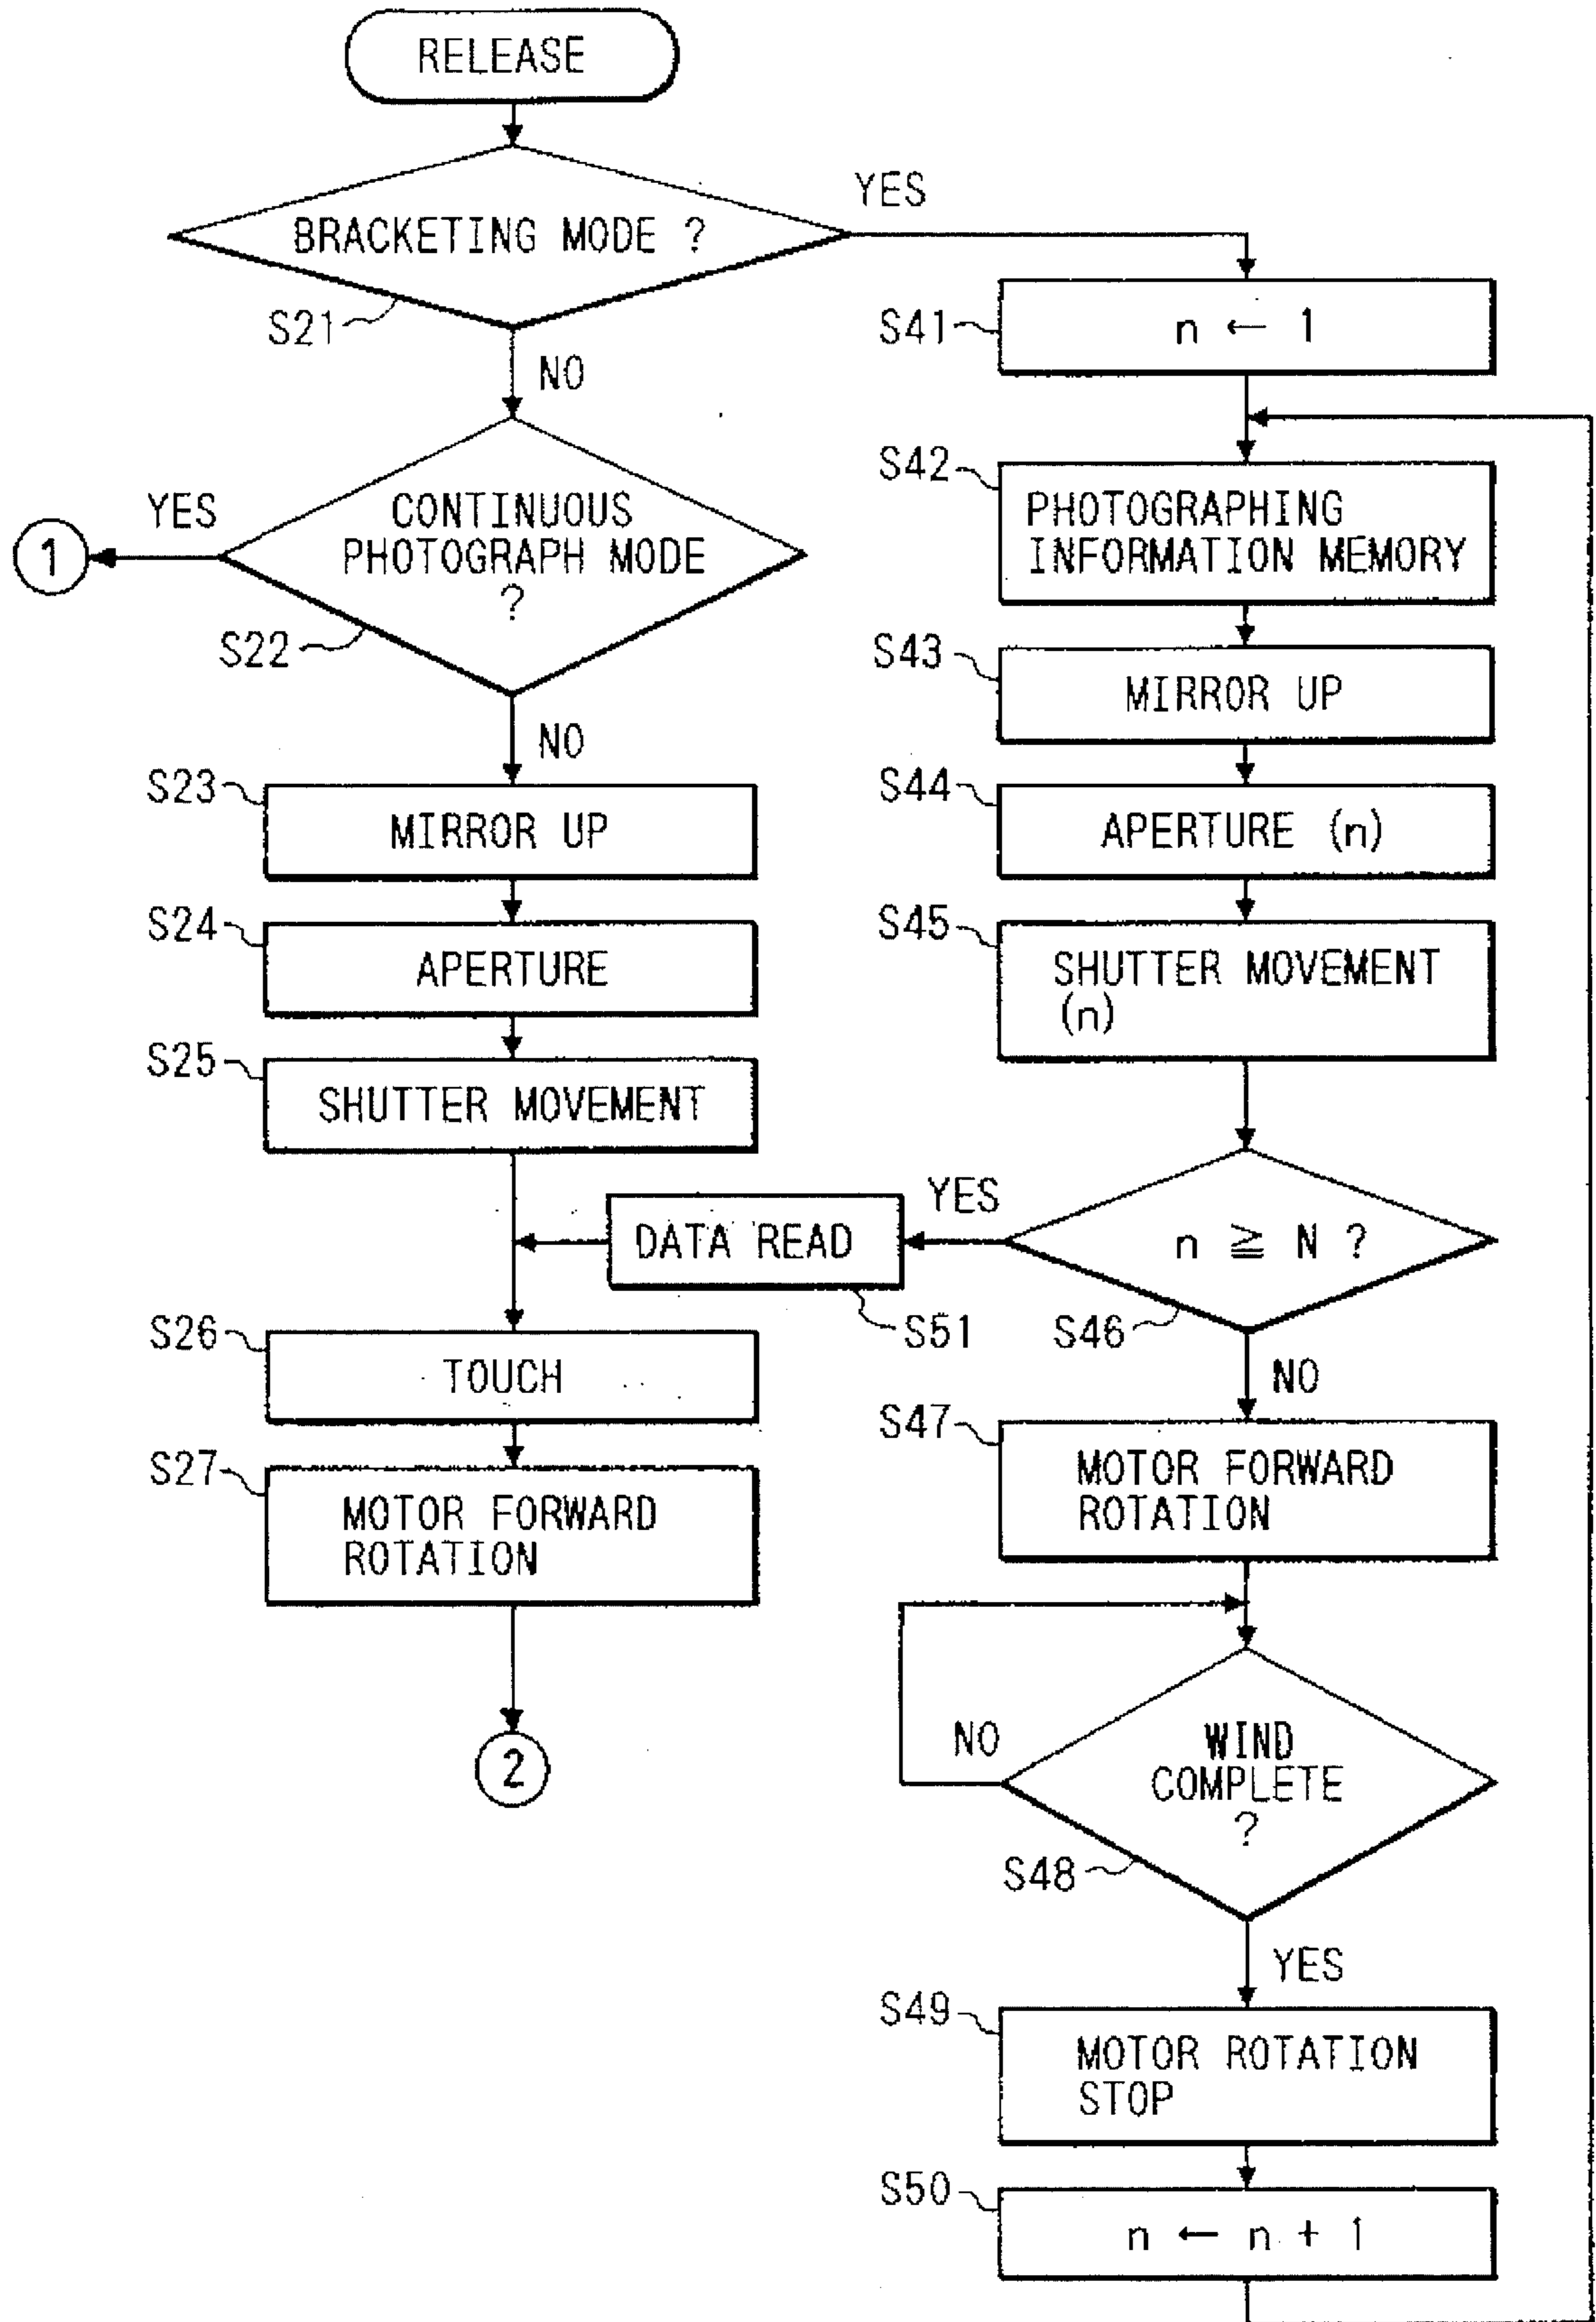 RELEASE
BRACKETING MODE ?
YES
S21
NO
CONTINUOUS
PHOTOGRAPH MODE
?
YES
1
S22
NO
S23
MIRROR UP
S24
APERTURE
S25
SHUTTER MOVEMENT
S26
TOUCH
S27
MOTOR FORWARD
ROTATION
2
S41
n ← 1
S42
PHOTOGRAPHING
INFORMATION MEMORY
S43
MIRROR UP
S44
APERTURE (n)
S45
SHUTTER MOVEMENT
(n)
n ≧ N ?
S46
YES
DATA READ
S51
NO
S47
MOTOR FORWARD
ROTATION
WIND
COMPLETE
?
NO
S48
YES
S49
MOTOR ROTATION
STOP
S50
n ← n + 1